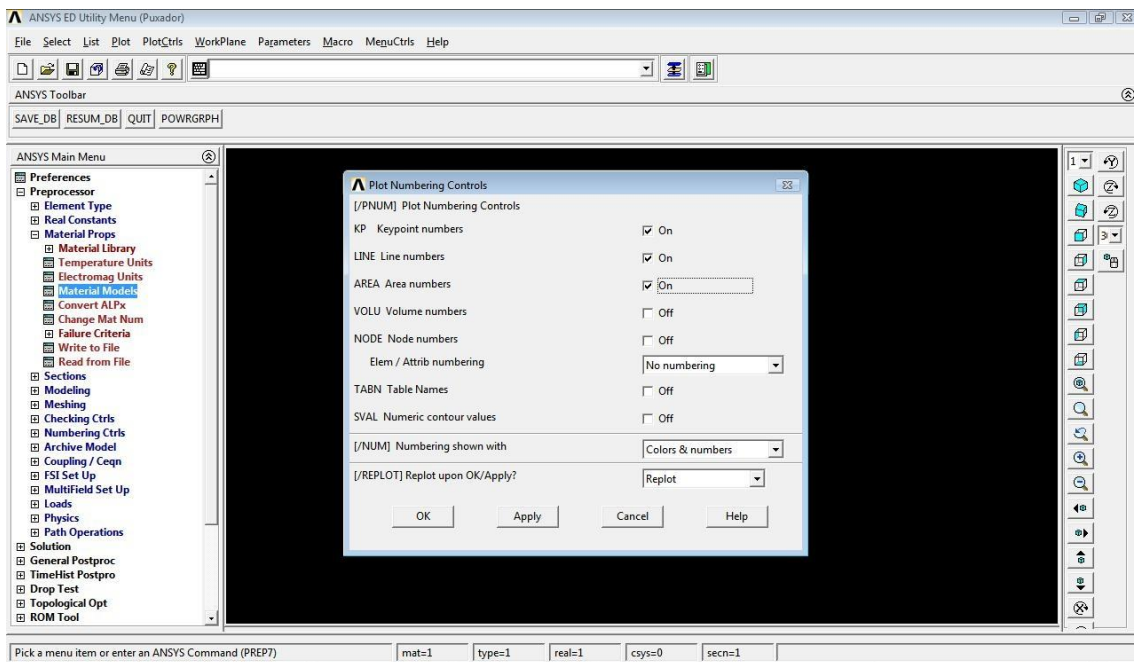 ANSYS ED Utility Menu (Puxador)
File Select List Plot PlotCtrls WorkPlane Parameters Macro MenuCtrls Help
ANSYS Toolbar
SAVE_DB RESUM_DB QUIT POWRGRPH
ANSYS Main Menu
Preferences
Preprocessor
Element Type
Real Constants
Material Props
Material Library
Temperature Units
Electromag Units
Material Models
Convert ALPx
Change Mat Num
Failure Criteria
Write to File
Read from File
Sections
Modeling
Meshing
Checking Ctrls
Numbering Ctrls
Archive Model
Coupling / Ceqn
FSI Set Up
MultiField Set Up
Loads
Physics
Path Operations
Solution
General Postproc
TimeHist Postpro
Drop Test
Topological Opt
ROM Tool
Plot Numbering Controls
[/PNUM] Plot Numbering Controls
KP Keypoint numbers On
LINE Line numbers On
AREA Area numbers On
VOLU Volume numbers Off
NODE Node numbers Off
Elem / Attrib numbering No numbering
TABN Table Names Off
SVAL Numeric contour values Off
[/NUM] Numbering shown with Colors & numbers
[/REPLOT] Replot upon OK/Apply? Replot
OK Apply Cancel Help
1
Pick a menu item or enter an ANSYS Command (PREP7) mat=1 type=1 real=1 csys=0 secn=1